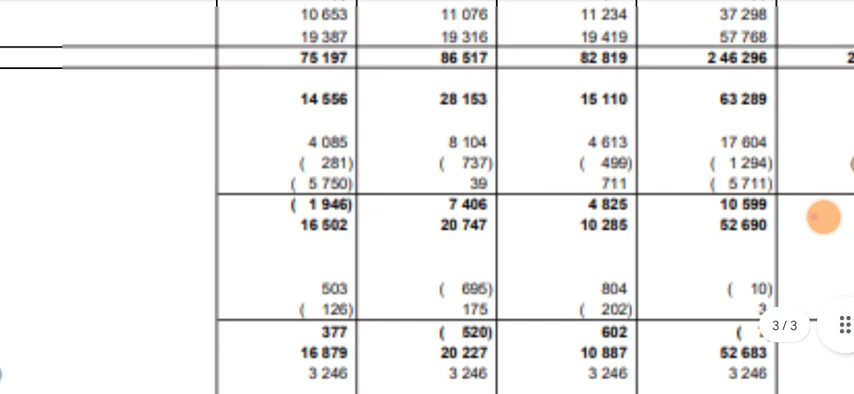 10 653 11 076 11 234 37 298
19 387 19 316 19 419 57 768
75 197 86 517 82 819 2 46 296 2
14 556 28 153 15 110 63 289
4 085 8 104 4 613 17 604
( 281) ( 737) ( 499) ( 1 294) (
( 5 750) 39 711 ( 5 711)
( 1 946) 7 406 4 825 10 599
16 502 20 747 10 285 52 690
503 ( 695) 804 ( 10)
( 126) 175 ( 202) 3
3 / 3
377 ( 520) 602 (
16 879 20 227 10 887 52 683
3 246 3 246 3 246 3 246